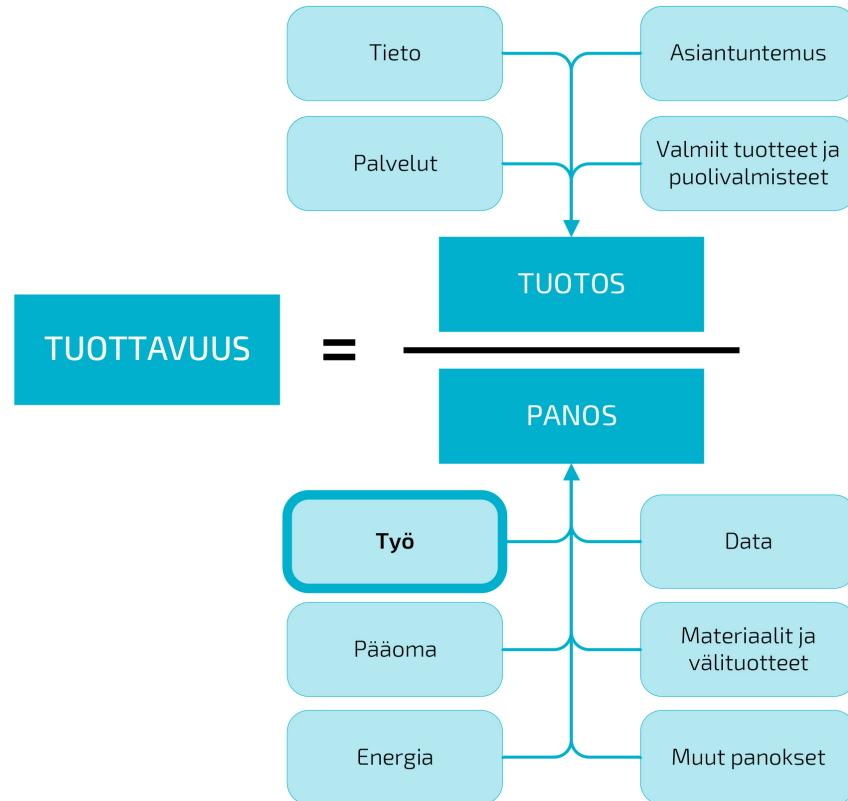 Tieto
Asiantuntemus
Palvelut
Valmiit tuotteet ja
puolivalmisteet
TUOTOS
TUOTTAVUUS
=
PANOS
Työ
Data
Pääoma
Materiaalit ja
välituotteet
Energia
Muut panokset